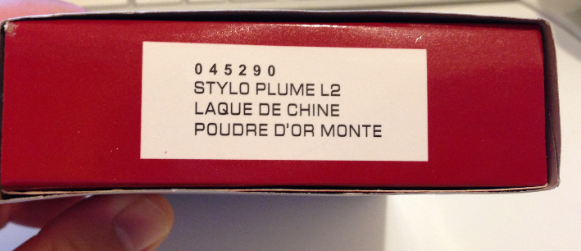 045290
STYLO PLUME L2
LAQUE DE CHINE
POUDRE D'OR MONTE